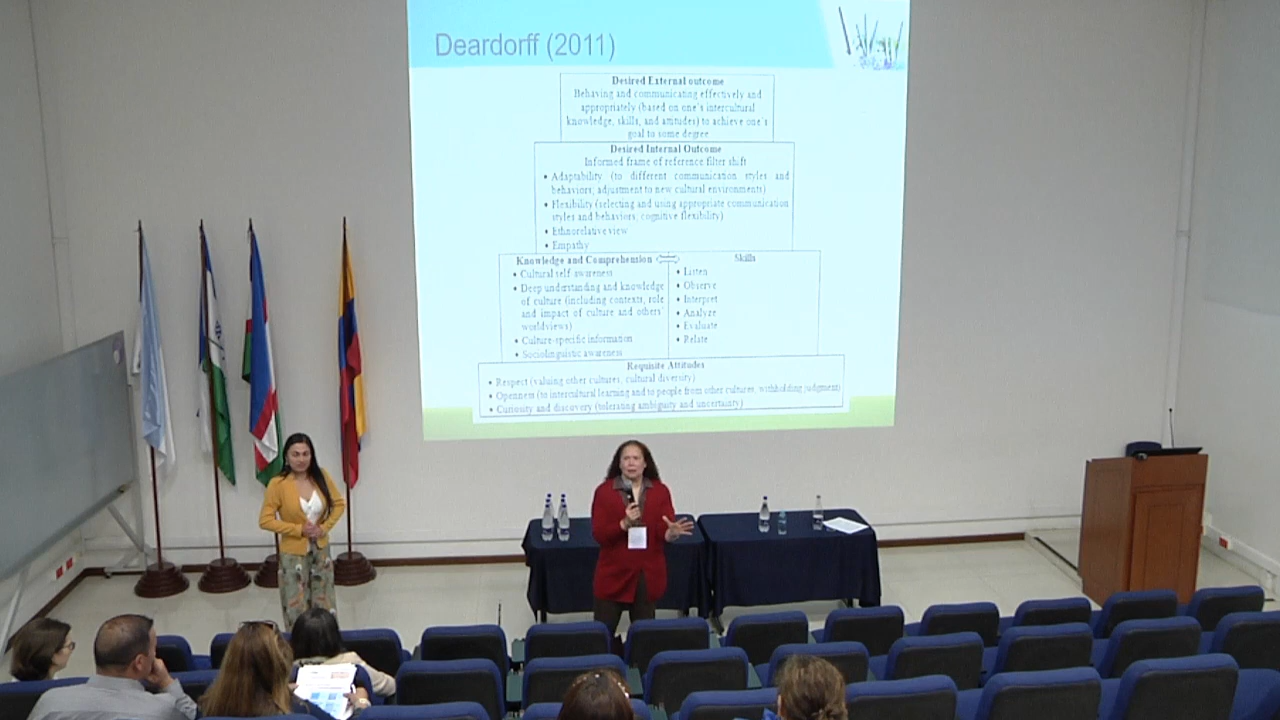 Deardorff (2011)
Desired External outcome
Behaving and communicating effectively and
appropriately (based on one's intercultural
knowledge, skills, and attitudes) to achieve one's
goal to some degree
Desired Internal Outcome
Informed frame of reference filter shift
• Adaptability (to different communication styles and
behaviors; adjustment to new cultural environments)
• Flexibility (selecting and using appropriate communication
styles and behaviors; cognitive flexibility)
• Ethnorelative view
• Empathy
Knowledge and Comprehension
• Cultural self-awareness
• Deep understanding and knowledge
of culture (including contexts, role
and impact of culture and others'
worldviews)
• Culture-specific information
• Sociolinguistic awareness
Skills
• Listen
• Observe
• Interpret
• Analyze
• Evaluate
• Relate
Requisite Attitudes
• Respect (valuing other cultures, cultural diversity)
• Openness (to intercultural learning and to people from other cultures, withholding judgment)
• Curiosity and discovery (tolerating ambiguity and uncertainty)